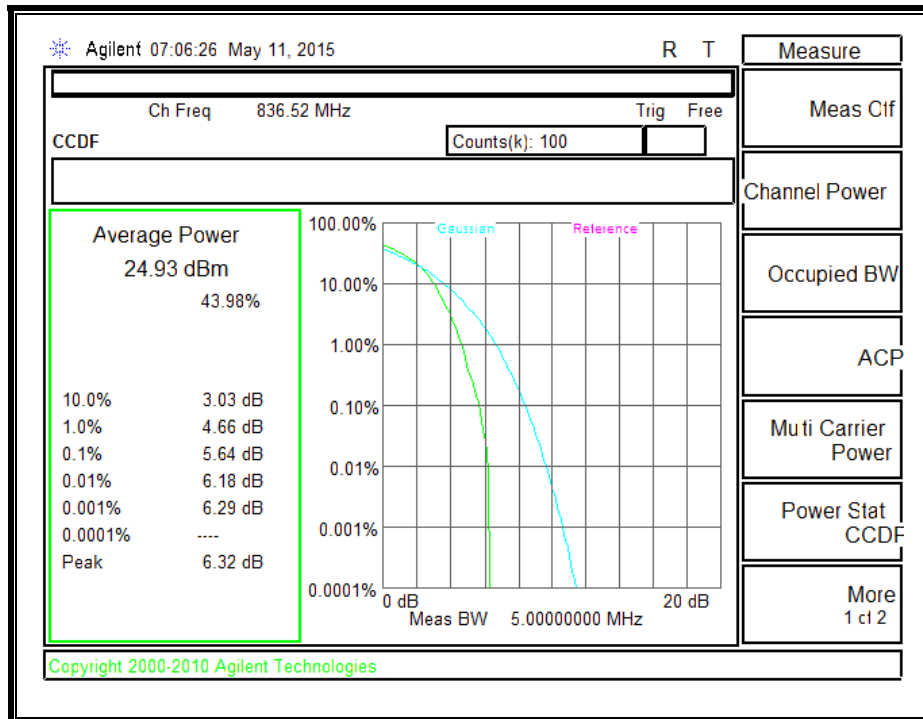 Agilent 07:06:26 May 11, 2015 R T
Ch Freq 836.52 MHz Trig Free
CCDF Counts(k): 100
Average Power
24.93 dBm
43.98%
10.0% 3.03 dB
1.0% 4.66 dB
0.1% 5.64 dB
0.01% 6.18 dB
0.001% 6.29 dB
0.0001% ----
Peak 6.32 dB
Gaussian Reference
100.00%
10.00%
1.00%
0.10%
0.01%
0.001%
0.0001%
0 dB 20 dB
Meas BW 5.00000000 MHz
Measure
Meas Off
Channel Power
Occupied BW
ACP
Multi Carrier
Power
Power Stat
CCDF
More
1 of 2
Copyright 2000-2010 Agilent Technologies